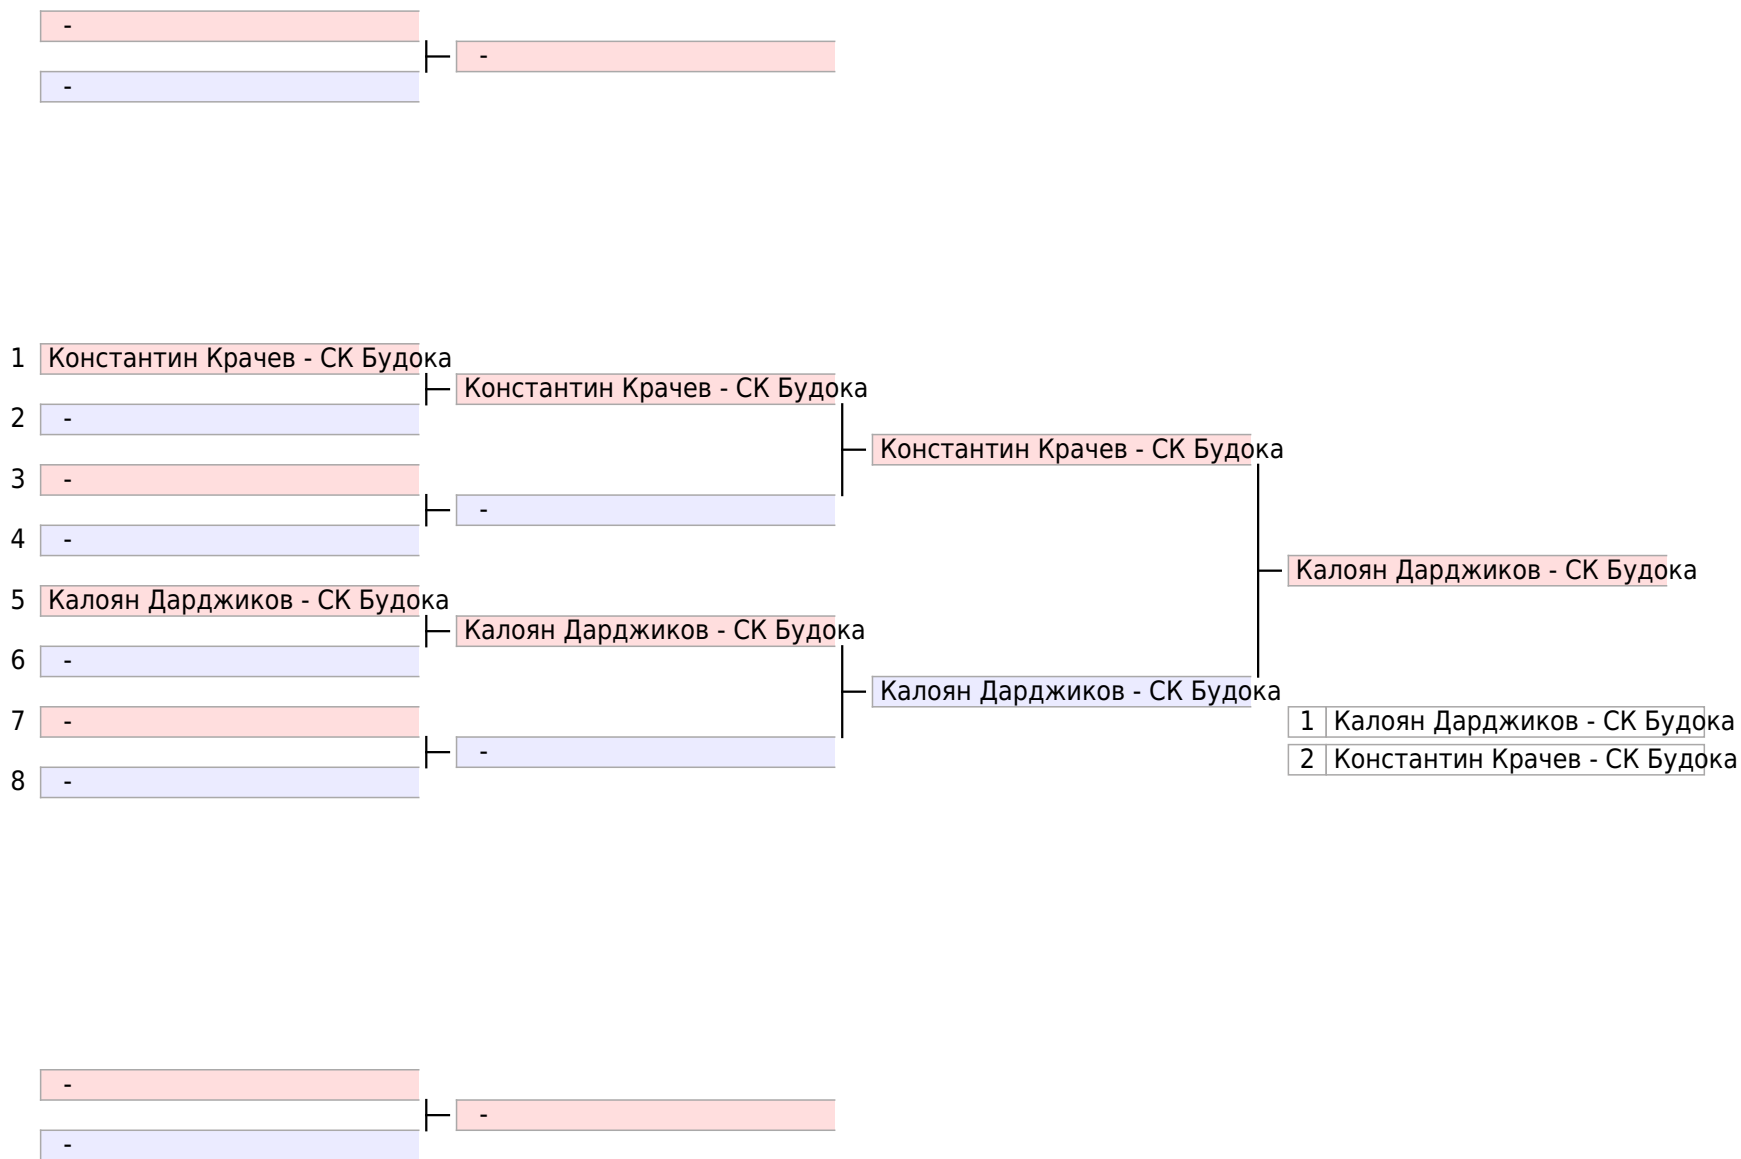 -
-
-
1 Константин Крачев - СК Будока
Константин Крачев - СК Будока
2 -
Константин Крачев - СК Будока
3 -
-
4 -
Калоян Дарджиков - СК Будока
5 Калоян Дарджиков - СК Будока
Калоян Дарджиков - СК Будока
6 -
Калоян Дарджиков - СК Будока
7 -
1 Калоян Дарджиков - СК Будока
-
2 Константин Крачев - СК Будока
8 -
-
-
-